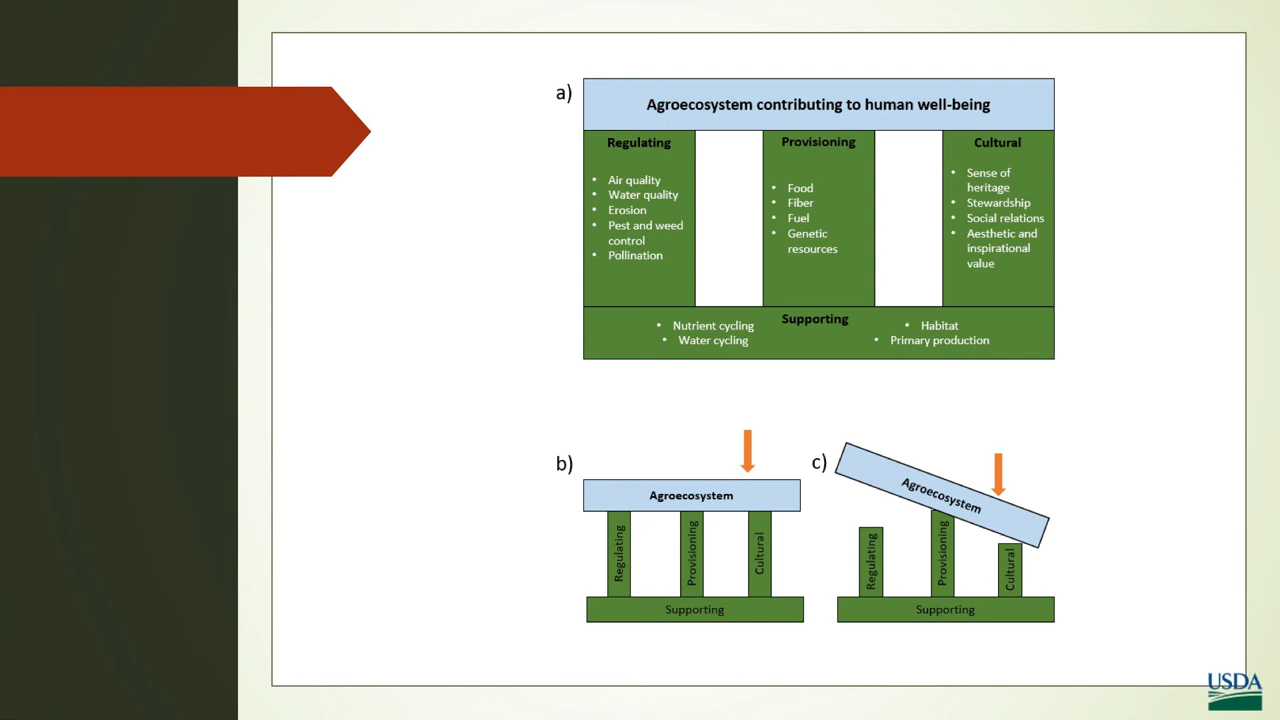 a)
Agroecosystem contributing to human well-being
Regulating
• Air quality
• Water quality
• Erosion
• Pest and weed
control
• Pollination
Provisioning
• Food
• Fiber
• Fuel
• Genetic
resources
Cultural
• Sense of
heritage
• Stewardship
• Social relations
• Aesthetic and
inspirational
value
Supporting
• Nutrient cycling
• Water cycling
• Habitat
• Primary production
b)
Agroecosystem
Regulating
Provisioning
Cultural
Supporting
c)
Agroecosystem
Regulating
Provisioning
Cultural
Supporting
USDA